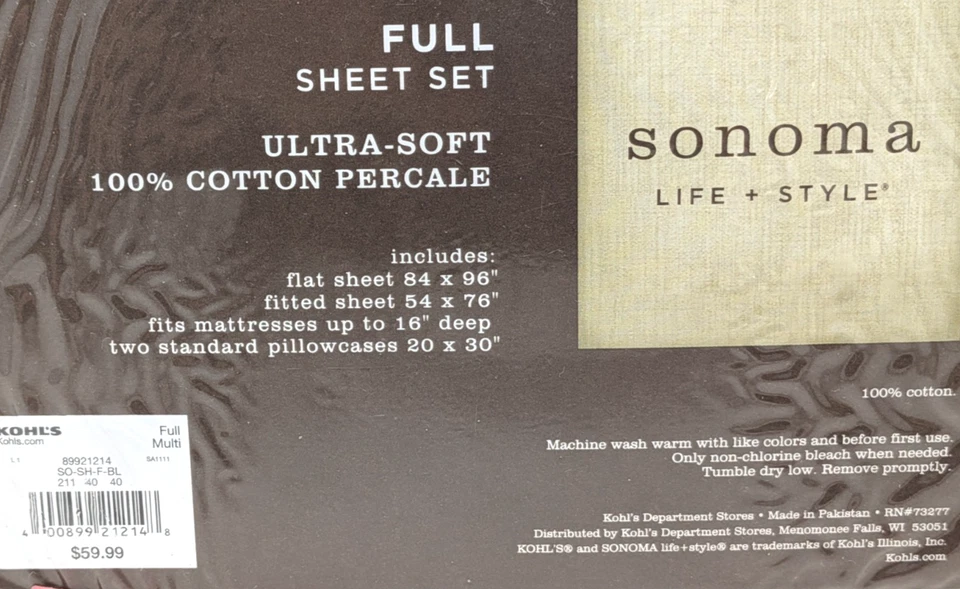 FULL
SHEET SET
ULTRA-SOFT
100% COTTON PERCALE
includes:
flat sheet 84 x 96"
fitted sheet 54 x 76"
fits mattresses up to 16" deep
two standard pillowcases 20 x 30"
sonoma
LIFE + STYLE®
100% cotton.
Machine wash warm with like colors and before first use.
Only non-chlorine bleach when needed.
Tumble dry low. Remove promptly.
Kohl's Department Stores • Made in Pakistan • RN#73277
Distributed by Kohl's Department Stores, Menomonee Falls, WI 53051
KOHL'S® and SONOMA life+style® are trademarks of Kohl's Illinois, Inc.
Kohls.com
KOHL'S Full
Kohls.com Multi
89921214 SA1111
SO-SH-F-BL
211 40 40
4 00899 21214 8
$59.99